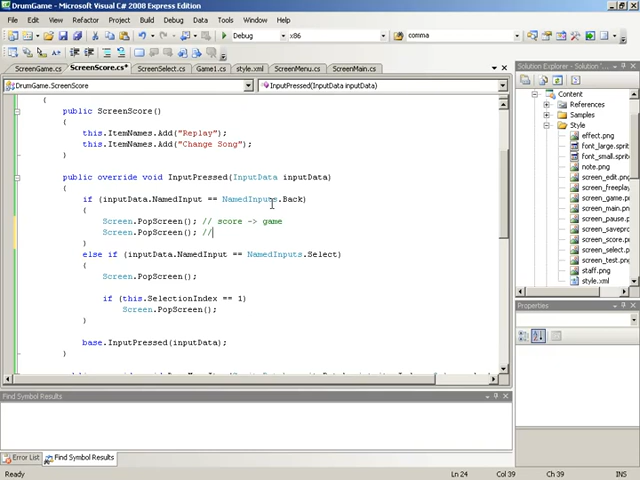 DrumGame - Microsoft Visual C# 2008 Express Edition
File Edit View Refactor Project Build Debug Data Tools Window Help
Debug x86 comma
ScreenGame.cs ScreenScore.cs* ScreenSelect.cs Game1.cs style.xml ScreenMenu.cs ScreenMain.cs
DrumGame.ScreenScore InputPressed(InputData inputData)
{
public ScreenScore()
{
this.ItemNames.Add("Replay");
this.ItemNames.Add("Change Song");
}
public override void InputPressed(InputData inputData)
{
if (inputData.NamedInput == NamedInputs.Back)
{
Screen.PopScreen(); // score -> game
Screen.PopScreen(); //
}
else if (inputData.NamedInput == NamedInputs.Select)
{
Screen.PopScreen();
if (this.SelectionIndex == 1)
Screen.PopScreen();
}
base.InputPressed(inputData);
}
Solution Explorer - Solution '
Content
References
Samples
Style
effect.png
font_large.sprit
font_small.sprit
screen_edit.png
screen_game.pn
screen_main.pn
screen_pause.p
screen_savepro
screen_score.pn
screen_select.p
screen_test.png
staff.png
style.xml
Properties
Find Symbol Results
Error List Find Symbol Results
Ready Ln 24 Col 39 Ch 39